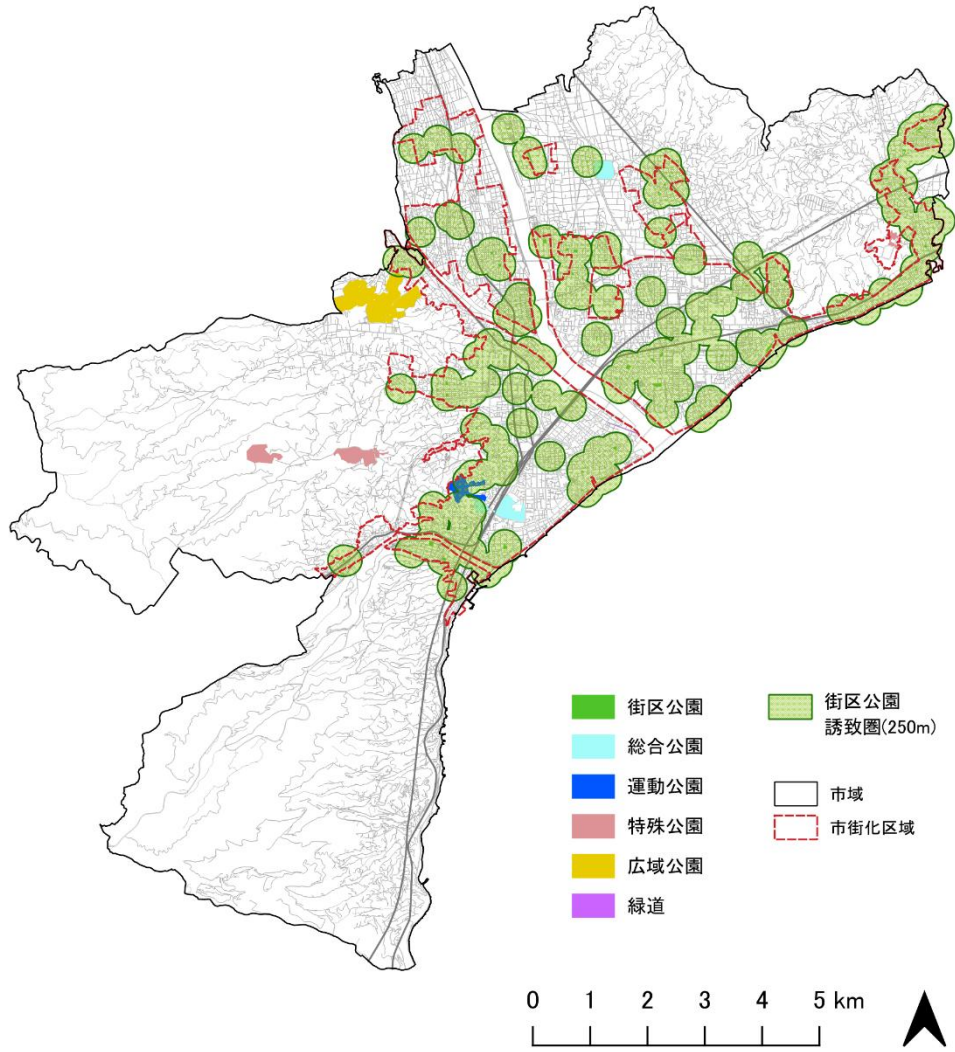 街区公園
総合公園
運動公園
特殊公園
広域公園
緑道
街区公園
誘致圏(250m)
市域
市街化区域
0 1 2 3 4 5 km